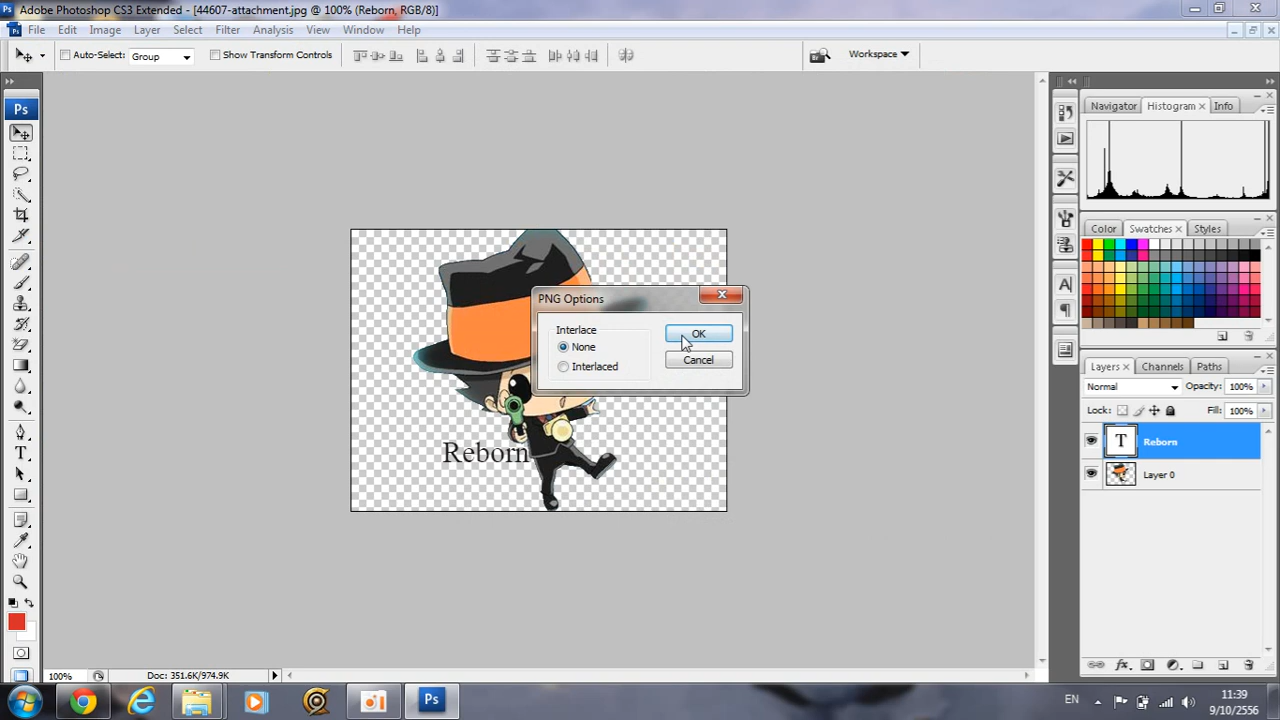 Adobe Photoshop CS3 Extended - [44607-attachment.jpg @ 100% (Reborn, RGB/8)]
File Edit Image Layer Select Filter Analysis View Window Help
Auto-Select: Group Show Transform Controls Workspace
Ps
Navigator Histogram Info
Color Swatches Styles
PNG Options
Interlace
None
Interlaced
OK
Cancel
Reborn
Layers Channels Paths
Normal Opacity: 100%
Lock: Fill: 100%
T Reborn
Layer 0
100% Doc: 351.6K/974.9K
Ps
EN
11:39
9/10/2556